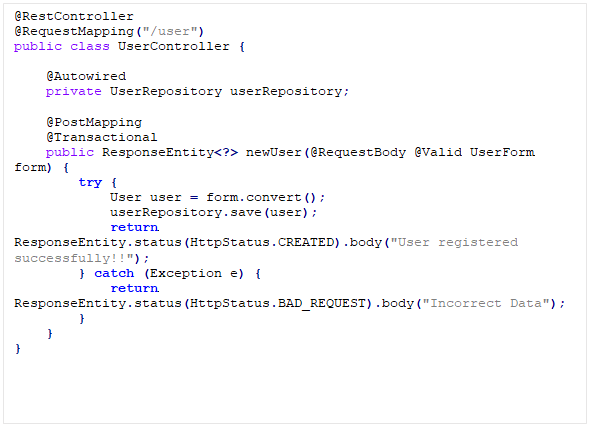 @RestController
@RequestMapping("/user")
public class UserController {
@Autowired
private UserRepository userRepository;
@PostMapping
@Transactional
public ResponseEntity<?> newUser(@RequestBody @Valid UserForm
form) {
try {
User user = form.convert();
userRepository.save(user);
return
ResponseEntity.status(HttpStatus.CREATED).body("User registered
successfully!!");
} catch (Exception e) {
return
ResponseEntity.status(HttpStatus.BAD_REQUEST).body("Incorrect Data");
}
}
}